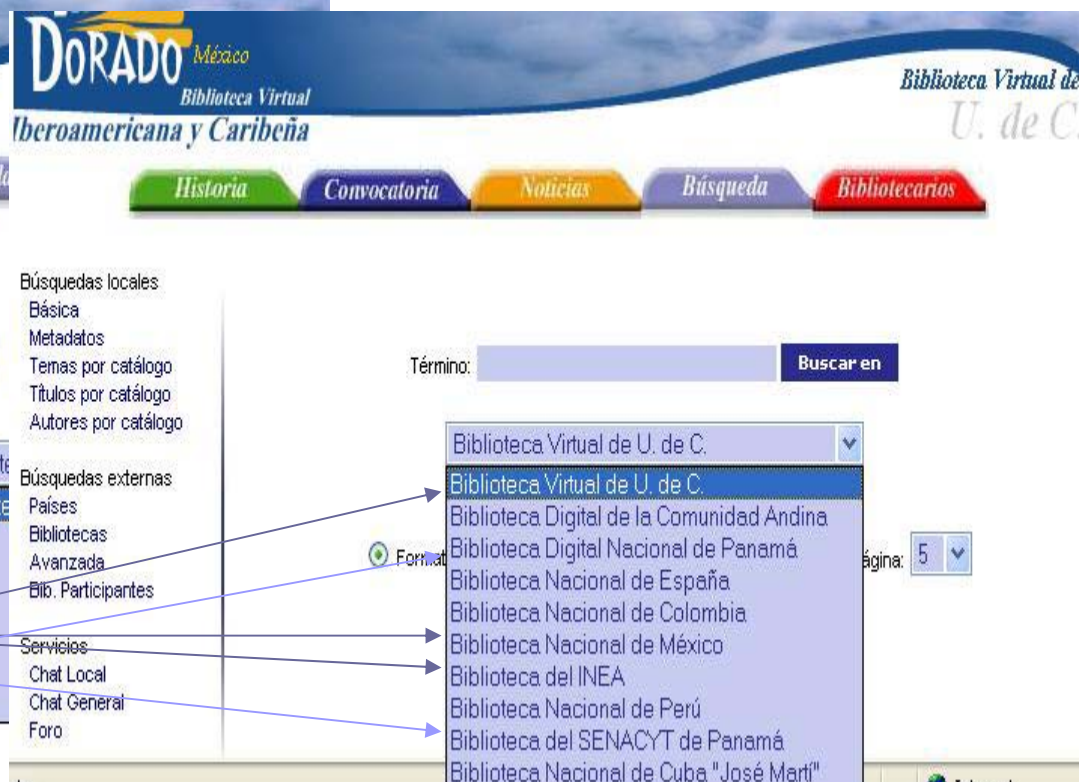 DORADO México
Biblioteca Virtual
Iberoamericana y Caribeña
Biblioteca Virtual de
U. de C.
Historia
Convocatoria
Noticias
Búsqueda
Bibliotecarios
Búsquedas locales
Básica
Metadatos
Temas por catálogo
Títulos por catálogo
Autores por catálogo
Búsquedas externas
Países
Bibliotecas
Avanzada
Bib. Participantes
Servicios
Chat Local
Chat General
Foro
Término:
Buscar en
Biblioteca Virtual de U. de C.
Biblioteca Virtual de U. de C.
Biblioteca Digital de la Comunidad Andina
Biblioteca Digital Nacional de Panamá
Biblioteca Nacional de España
Biblioteca Nacional de Colombia
Biblioteca Nacional de México
Biblioteca del INEA
Biblioteca Nacional de Perú
Biblioteca del SENACYT de Panamá
Biblioteca Nacional de Cuba "José Martí"
Format
ágina: 5